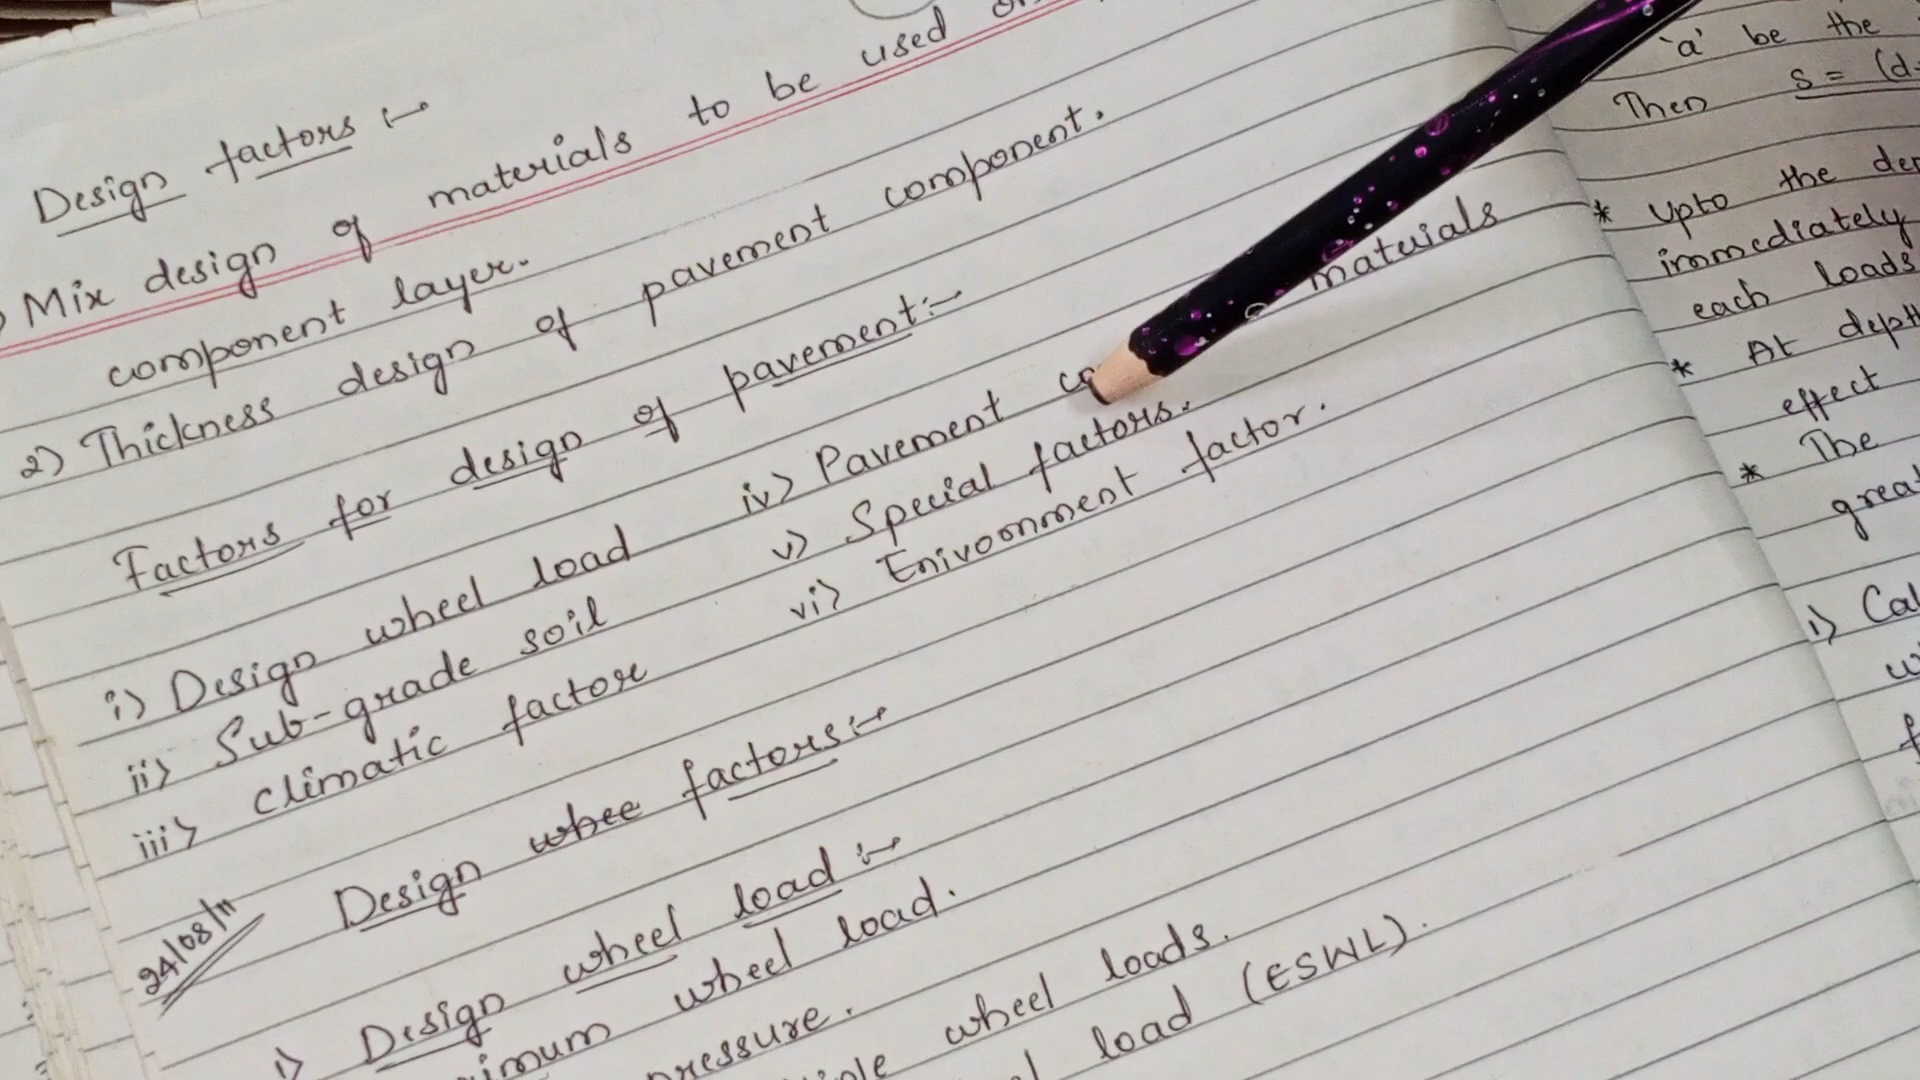 Design factors :-
Mix design of materials to be used
component layer.
2) Thickness design of pavement component.
Factors for design of pavement:-
i) Design wheel load
ii) Sub-grade soil
iii) climatic factor
iv) Pavement materials
v) Special factors.
vi) Enivoonment factor.
Design whee factors:-
24/08/11
i) Design wheel load :-
wheel load.
pressure.
wheel loads.
load (ESWL).
'a' be the
Then S = (d-
* Upto the
immediately
each loads
* At depth
effect
* The
great
i)